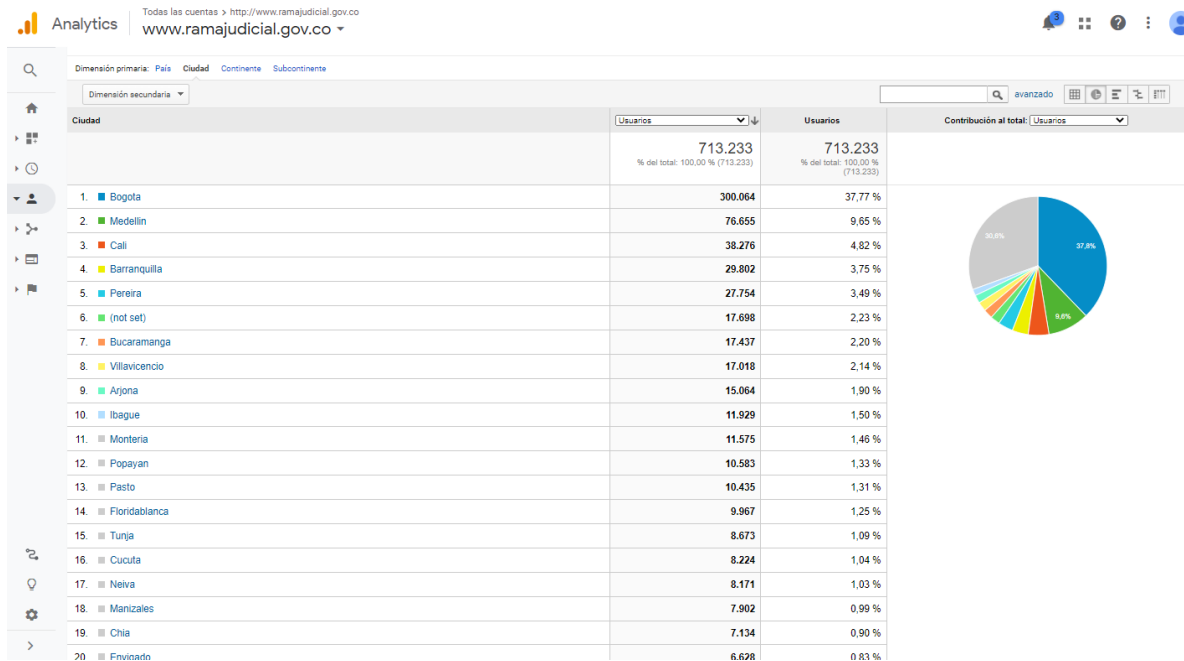 Todas las cuentas > http://www.ramajudicial.gov.co
Analytics www.ramajudicial.gov.co
3
Dimensión primaria: País Ciudad Continente Subcontinente
Dimensión secundaria
avanzado
Ciudad Usuarios Usuarios Contribución al total: Usuarios
713.233 713.233
% del total: 100,00 % (713.233) % del total: 100,00 %
(713.233)
1. Bogota 300.064 37,77 %
2. Medellin 76.655 9,65 %
3. Cali 38.276 4,82 %
4. Barranquilla 29.802 3,75 %
5. Pereira 27.754 3,49 %
6. (not set) 17.698 2,23 %
7. Bucaramanga 17.437 2,20 %
8. Villavicencio 17.018 2,14 %
9. Arjona 15.064 1,90 %
10. Ibague 11.929 1,50 %
11. Monteria 11.575 1,46 %
12. Popayan 10.583 1,33 %
13. Pasto 10.435 1,31 %
14. Floridablanca 9.967 1,25 %
15. Tunja 8.673 1,09 %
16. Cucuta 8.224 1,04 %
17. Neiva 8.171 1,03 %
18. Manizales 7.902 0,99 %
19. Chia 7.134 0,90 %
20. Envigado 6.628 0,83 %
30,6%
37,8%
9,6%